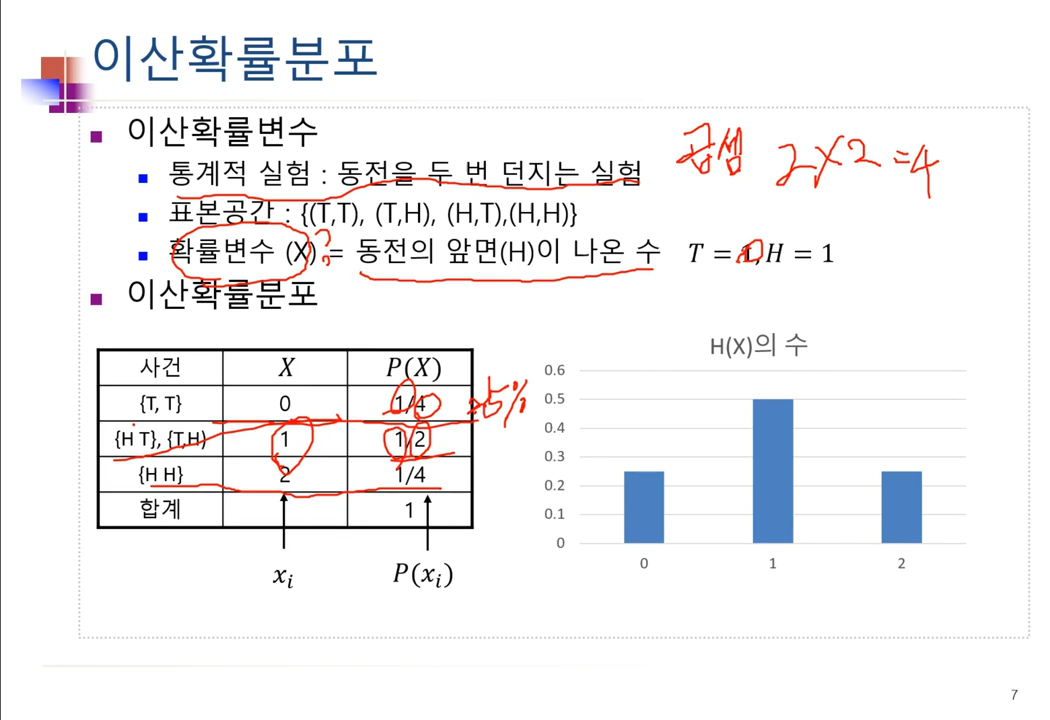 이산확률분포
이산확률변수
곱셈 2×2=4
통계적 실험 : 동전을 두 번 던지는 실험
표본공간 : {(T,T), (T,H), (H,T),(H,H)}
확률변수 (X) = 동전의 앞면(H)이 나온 수 T = 0, H = 1
?
이산확률분포
사건 X P(X)
{T, T} 0 1/4 25%
{H T}, {T,H) 1 1/2
{H H} 2 1/4
합계 1
xᵢ P(xᵢ)
H(X)의 수
0.6
0.5
0.4
0.3
0.2
0.1
0
0 1 2
7